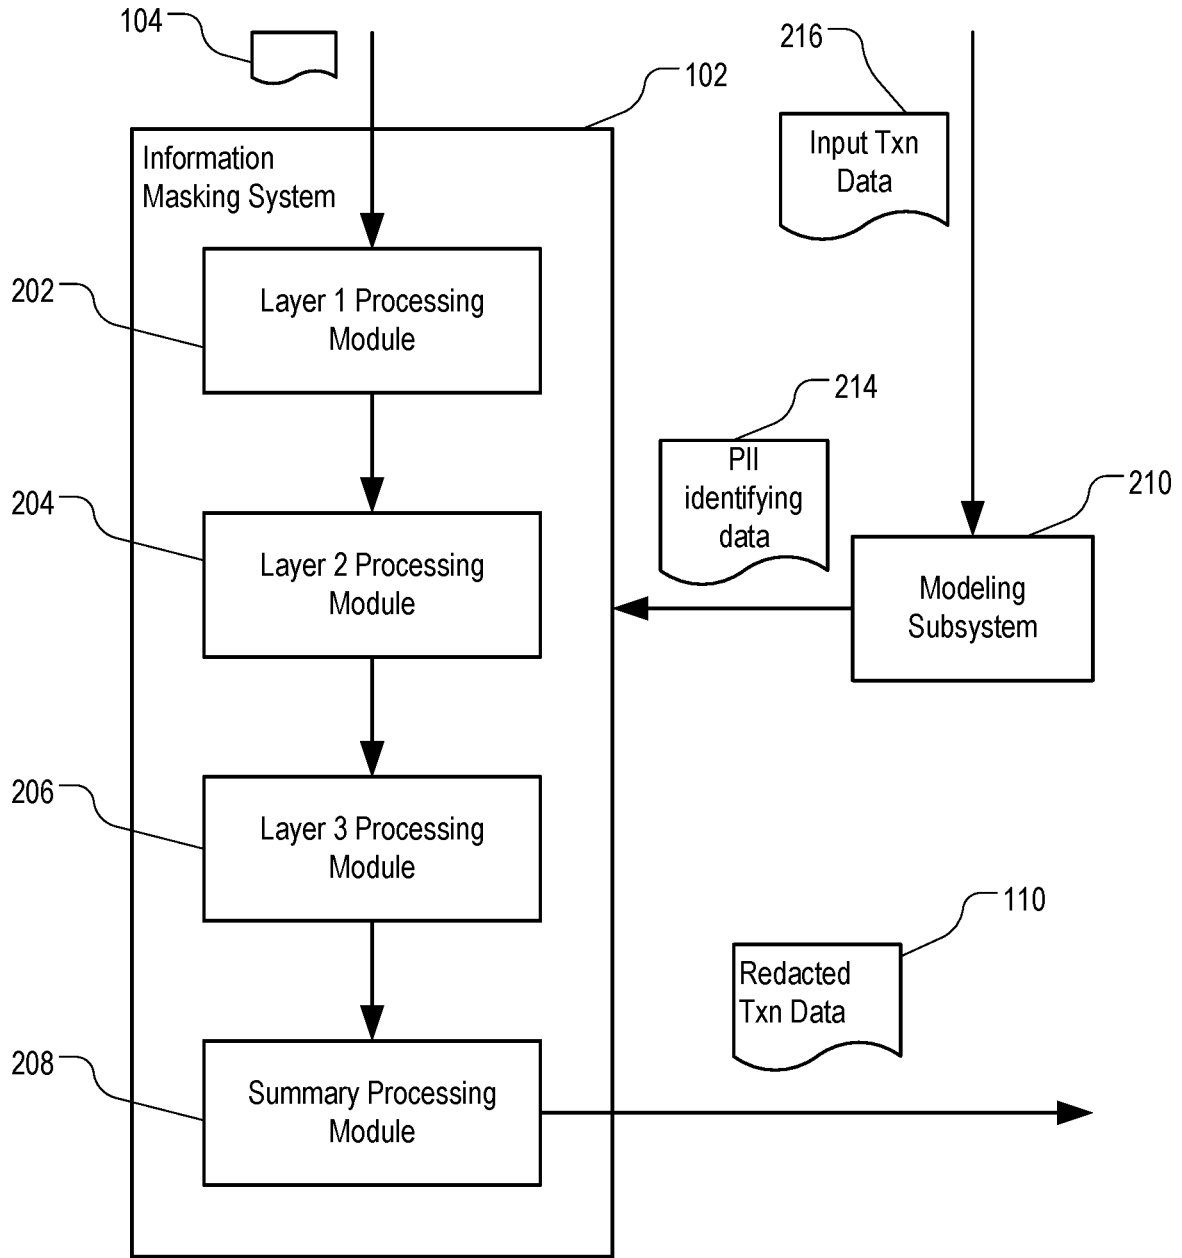 104
216
102
Information
Masking System
Input Txn
Data
202
Layer 1 Processing
Module
214
PII
identifying
data
204
Layer 2 Processing
Module
210
Modeling
Subsystem
206
Layer 3 Processing
Module
110
Redacted
Txn Data
208
Summary Processing
Module